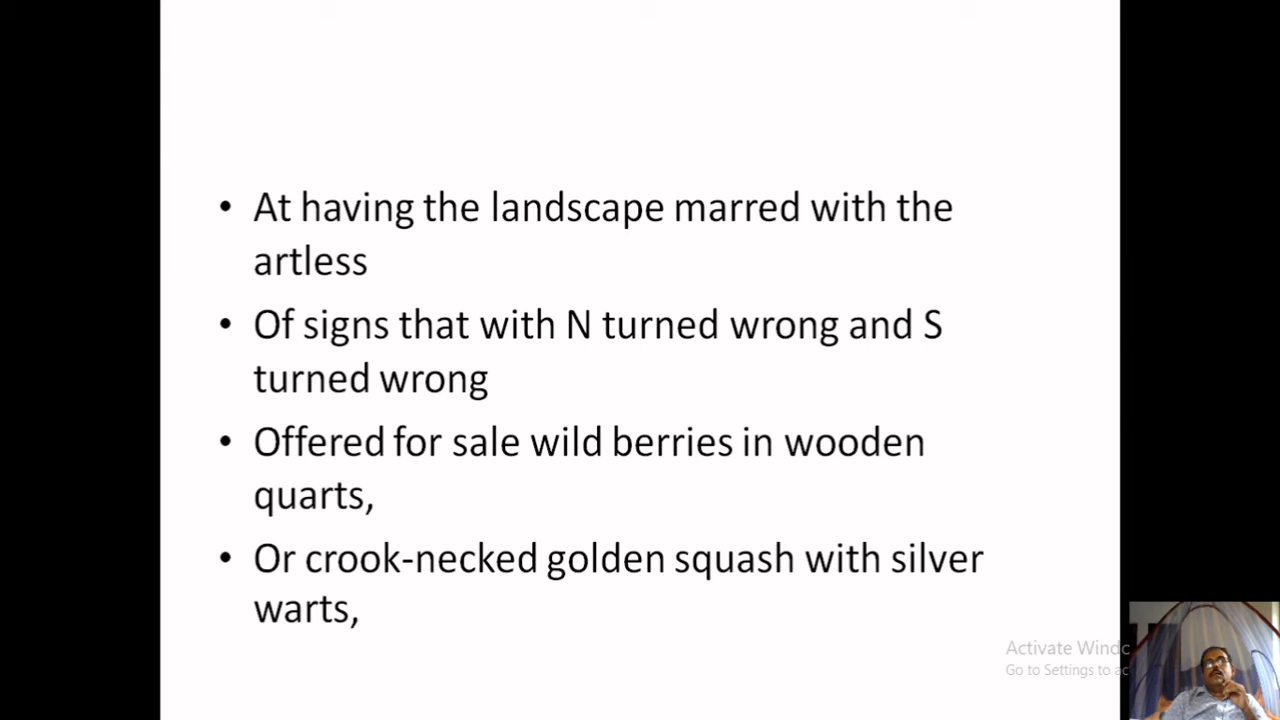 • At having the landscape marred with the
artless
• Of signs that with N turned wrong and S
turned wrong
• Offered for sale wild berries in wooden
quarts,
• Or crook-necked golden squash with silver
warts,
Activate Windc
Go to Settings to ac